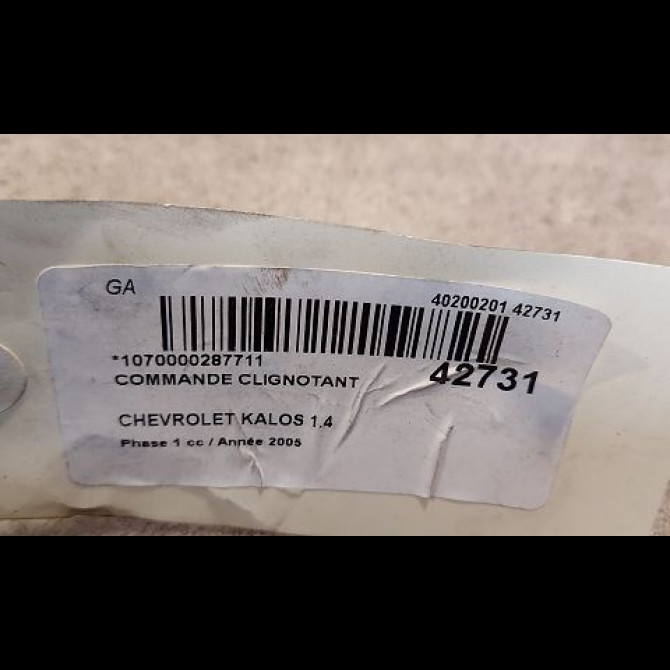 GA
40200201 42731
*1070000287711
42731
COMMANDE CLIGNOTANT
CHEVROLET KALOS 1.4
Phase 1 cc / Année 2005